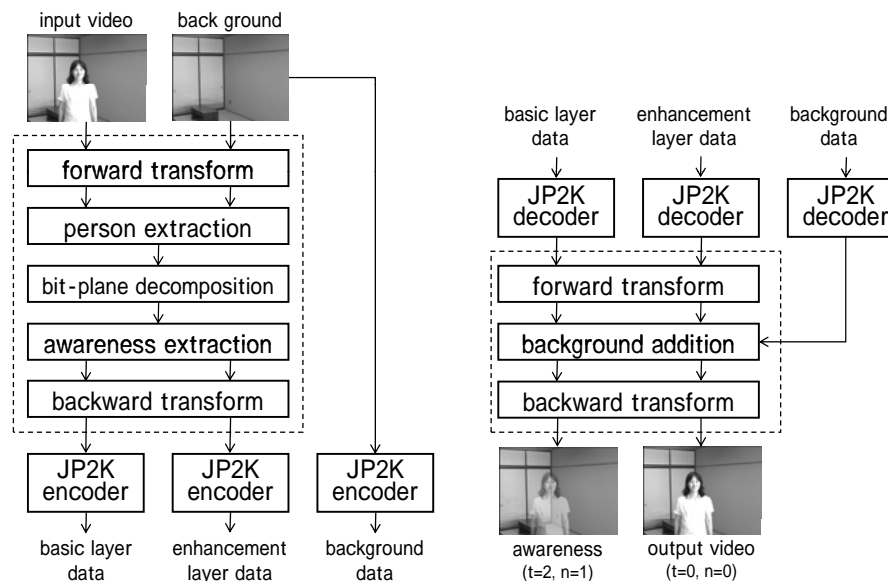 input video
back ground
forward transform
person extraction
bit-plane decomposition
awareness extraction
backward transform
JP2K
encoder
JP2K
encoder
JP2K
encoder
basic layer
data
enhancement
layer data
background
data
basic layer
data
enhancement
layer data
background
data
JP2K
decoder
JP2K
decoder
JP2K
decoder
forward transform
background addition
backward transform
awareness
(t=2, n=1)
output video
(t=0, n=0)